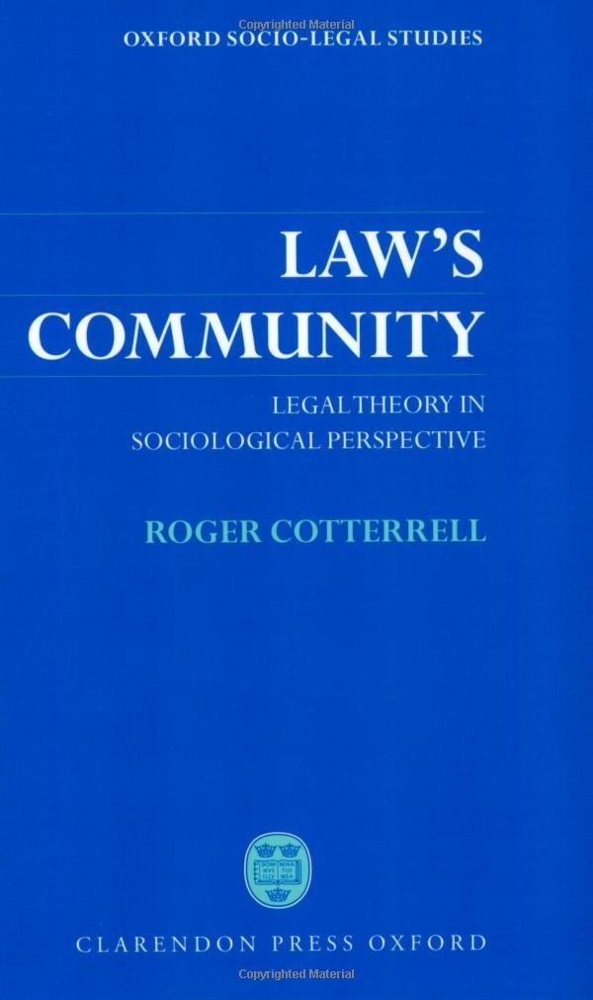 Copyrighted Material
OXFORD SOCIO-LEGAL STUDIES
LAW'S
COMMUNITY
LEGAL THEORY IN
SOCIOLOGICAL PERSPECTIVE
ROGER COTTERRELL
DOMI MINA
NVS TIO
ILLV MEA
CLARENDON PRESS OXFORD
Copyrighted Material